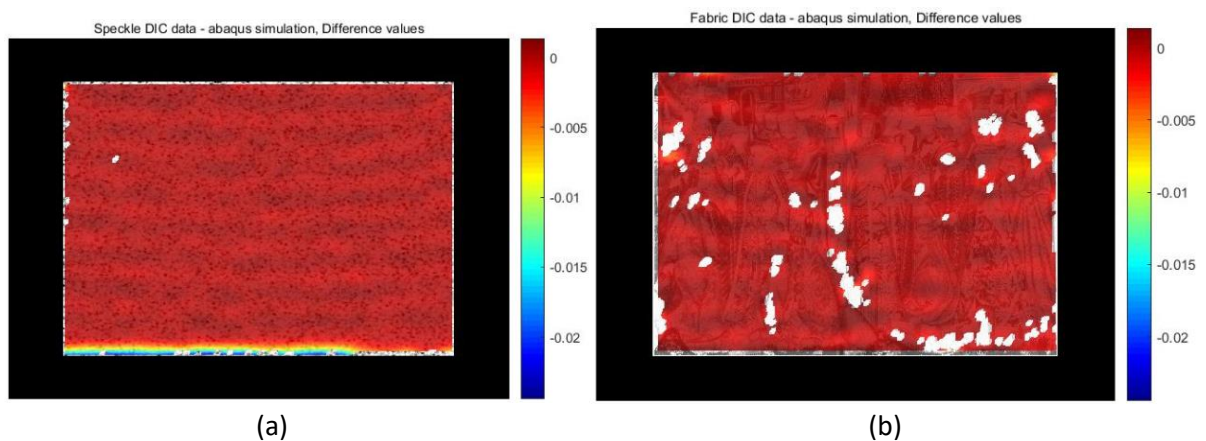 Speckle DIC data - abaqus simulation, Difference values
0
-0.005
-0.01
-0.015
-0.02
(a)
Fabric DIC data - abaqus simulation, Difference values
0
-0.005
-0.01
-0.015
-0.02
(b)